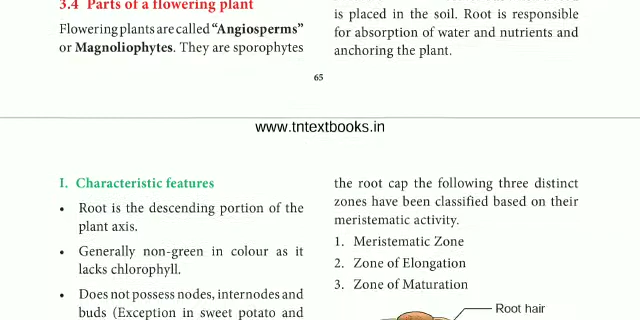 3.4 Parts of a flowering plant
Flowering plants are called “Angiosperms”
or Magnoliophytes. They are sporophytes
is placed in the soil. Root is responsible
for absorption of water and nutrients and
anchoring the plant.
65
www.tntextbooks.in
I. Characteristic features
• Root is the descending portion of the
plant axis.
• Generally non-green in colour as it
lacks chlorophyll.
• Does not possess nodes, internodes and
buds (Exception in sweet potato and
the root cap the following three distinct
zones have been classified based on their
meristematic activity.
1. Meristematic Zone
2. Zone of Elongation
3. Zone of Maturation
Root hair